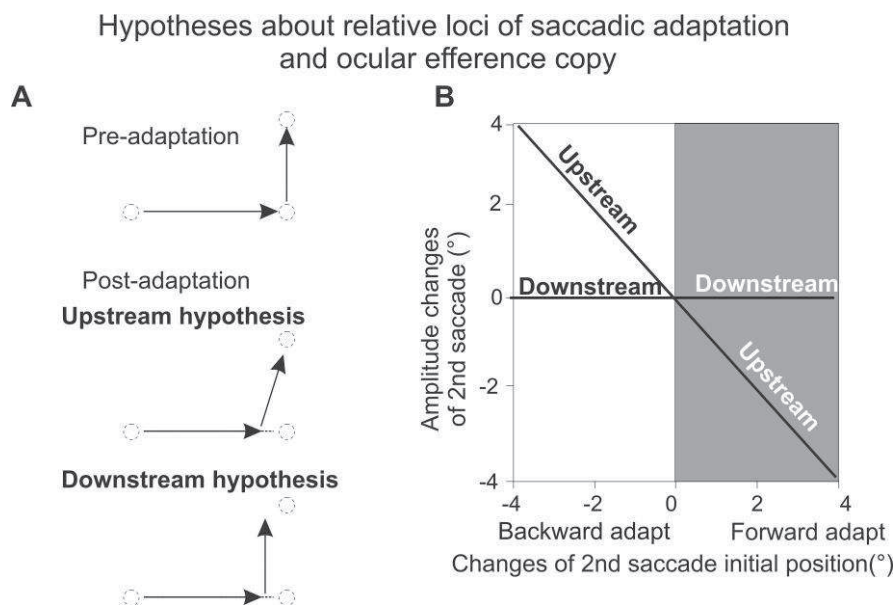 Hypotheses about relative loci of saccadic adaptation
and ocular efference copy
A
Pre-adaptation
Post-adaptation
Upstream hypothesis
Downstream hypothesis
B
Amplitude changes
of 2nd saccade (°)
4
2
0
-2
-4
Upstream
Downstream
Downstream
Upstream
-4
-2
0
2
4
Backward adapt
Forward adapt
Changes of 2nd saccade initial position(°)